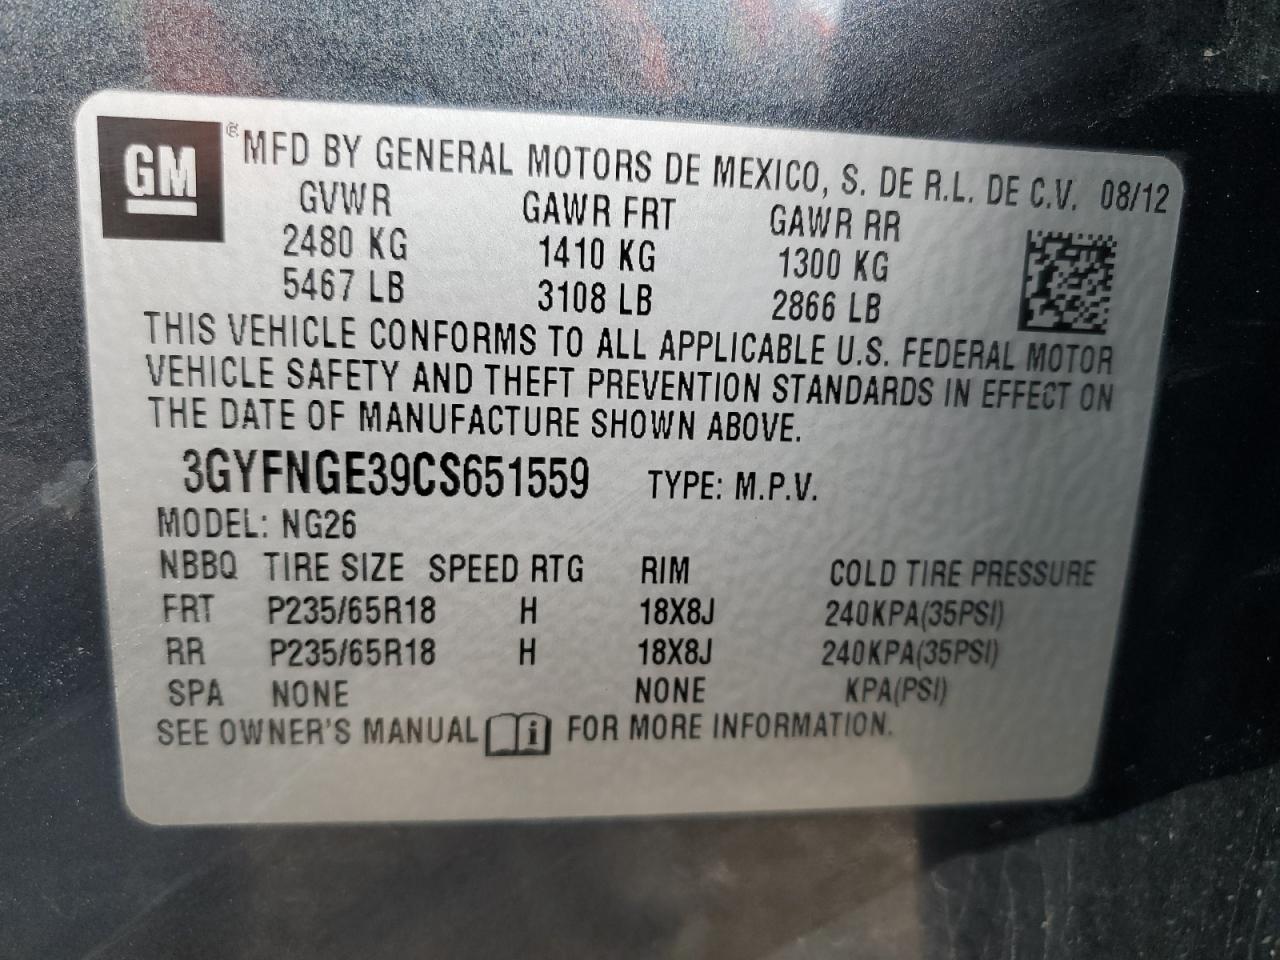 GM
® MFD BY GENERAL MOTORS DE MEXICO, S. DE R.L. DE C.V. 08/12
GVWR GAWR FRT GAWR RR
2480 KG 1410 KG 1300 KG
5467 LB 3108 LB 2866 LB
THIS VEHICLE CONFORMS TO ALL APPLICABLE U.S. FEDERAL MOTOR
VEHICLE SAFETY AND THEFT PREVENTION STANDARDS IN EFFECT ON
THE DATE OF MANUFACTURE SHOWN ABOVE.
3GYFNGE39CS651559 TYPE: M.P.V.
MODEL: NG26
NBBQ TIRE SIZE SPEED RTG RIM COLD TIRE PRESSURE
FRT P235/65R18 H 18X8J 240KPA(35PSI)
RR P235/65R18 H 18X8J 240KPA(35PSI)
SPA NONE NONE KPA(PSI)
SEE OWNER'S MANUAL i FOR MORE INFORMATION.